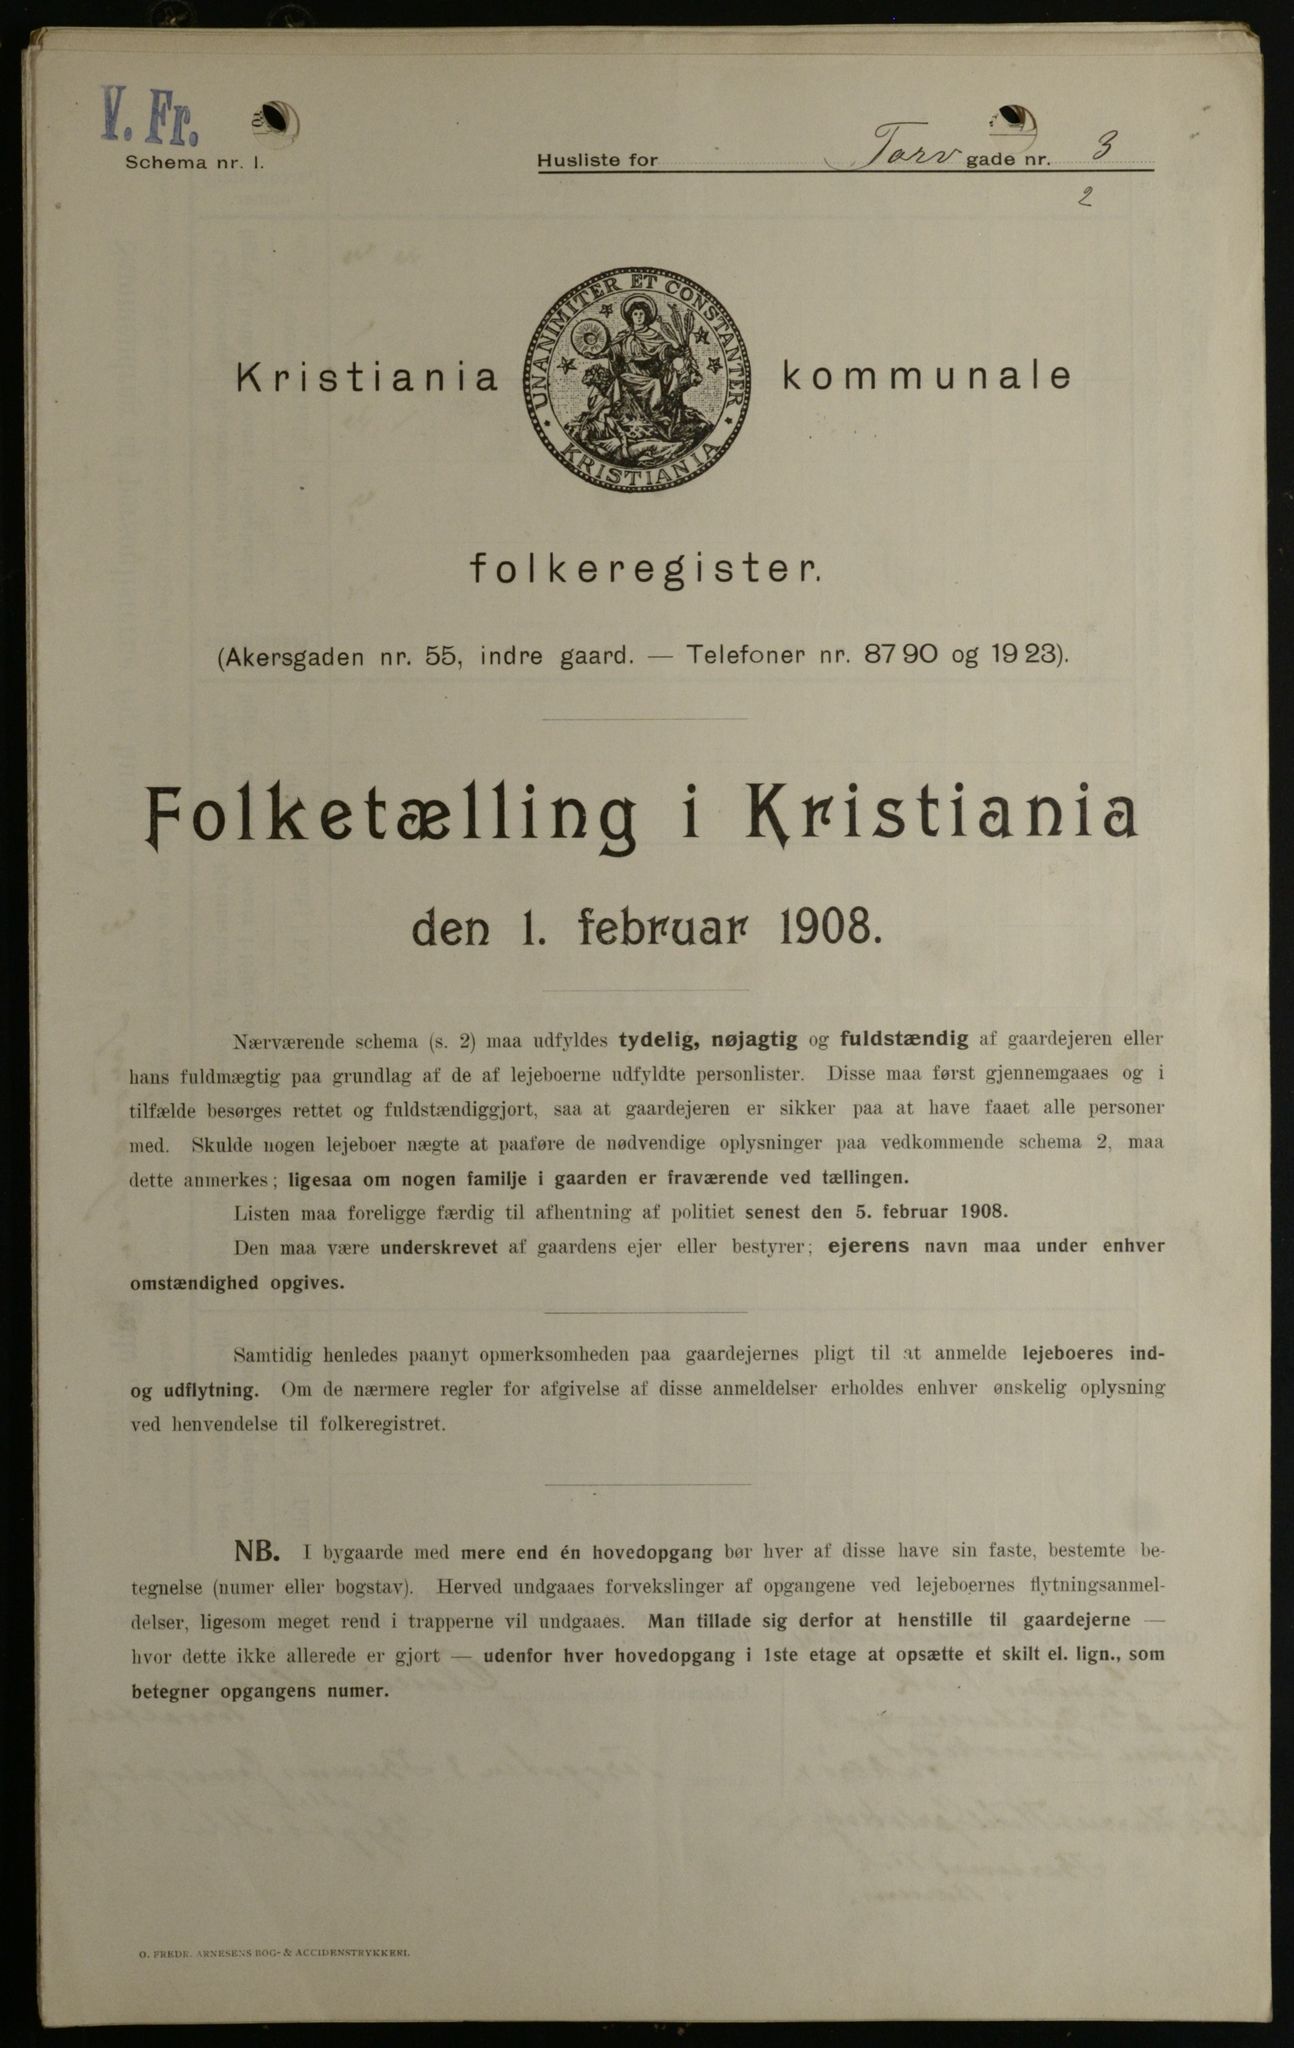 V. Fr.
Schema nr. 1.
Husliste for Torv gade nr. 3
2
UNANIMITER ET CONSTANTER
KRISTIANIA
Kristiania kommunale
folkeregister.
(Akersgaden nr. 55, indre gaard. — Telefoner nr. 8790 og 1923).
Folketælling i Kristiania
den 1. februar 1908.
Nærværende schema (s. 2) maa udfyldes tydelig, nøjagtig og fuldstændig af gaardejeren eller
hans fuldmægtig paa grundlag af de af lejeboerne udfyldte personlister. Disse maa først gjennemgaaes og i
tilfælde besørges rettet og fuldstændiggjort, saa at gaardejeren er sikker paa at have faaet alle personer
med. Skulde nogen lejeboer nægte at paaføre de nødvendige oplysninger paa vedkommende schema 2, maa
dette anmerkes; ligesaa om nogen familje i gaarden er fraværende ved tællingen.
Listen maa foreligge færdig til afhentning af politiet senest den 5. februar 1908.
Den maa være underskrevet af gaardens ejer eller bestyrer; ejerens navn maa under enhver
omstændighed opgives.
Samtidig henledes paanyt opmerksomheden paa gaardejernes pligt til at anmelde lejeboeres ind-
og udflytning. Om de nærmere regler for afgivelse af disse anmeldelser erholdes enhver ønskelig oplysning
ved henvendelse til folkeregistret.
NB. I bygaarde med mere end én hovedopgang bør hver af disse have sin faste, bestemte be-
tegnelse (numer eller bogstav). Herved undgaaes forvekslinger af opgangene ved lejeboernes flytningsanmel-
delser, ligesom meget rend i trapperne vil undgaaes. Man tillade sig derfor at henstille til gaardejerne —
hvor dette ikke allerede er gjort — udenfor hver hovedopgang i 1ste etage at opsætte et skilt el. lign., som
betegner opgangens numer.
O. FREDR. ARNESENS BOG- & ACCIDENSTRYKKERI.